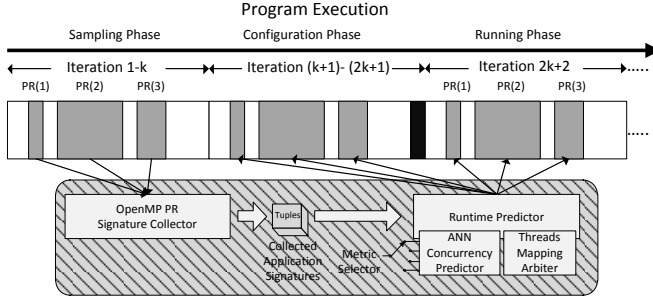 Program Execution
Sampling Phase
Configuration Phase
Running Phase
Iteration 1-k
Iteration (k+1)- (2k+1)
Iteration 2k+2
.....
PR(1)
PR(2)
PR(3)
PR(1)
PR(2)
PR(3)
.....
OpenMP PR
Signature Collector
Tuples
Collected
Application
Signatures
Metric
Selector
Runtime Predictor
ANN
Concurrency
Predictor
Threads
Mapping
Arbiter